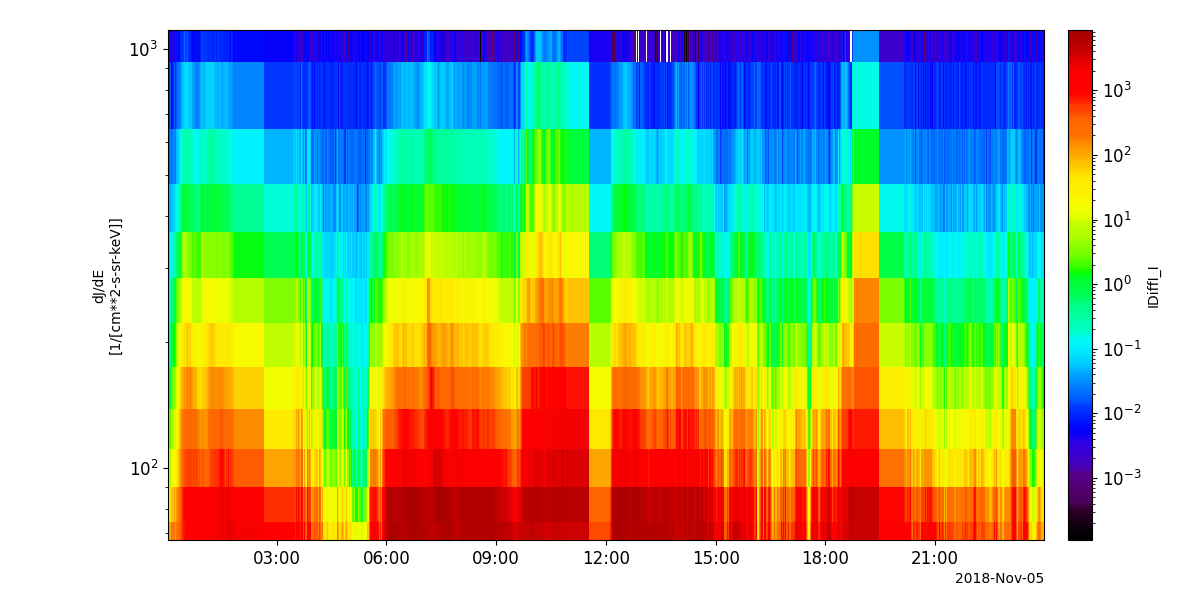 10³
10²
dJ/dE
[1/[cm**2-s-sr-keV]]
03:00 06:00 09:00 12:00 15:00 18:00 21:00
2018-Nov-05
10³
10²
10¹
10⁰
10⁻¹
10⁻²
10⁻³
IDiffI_I